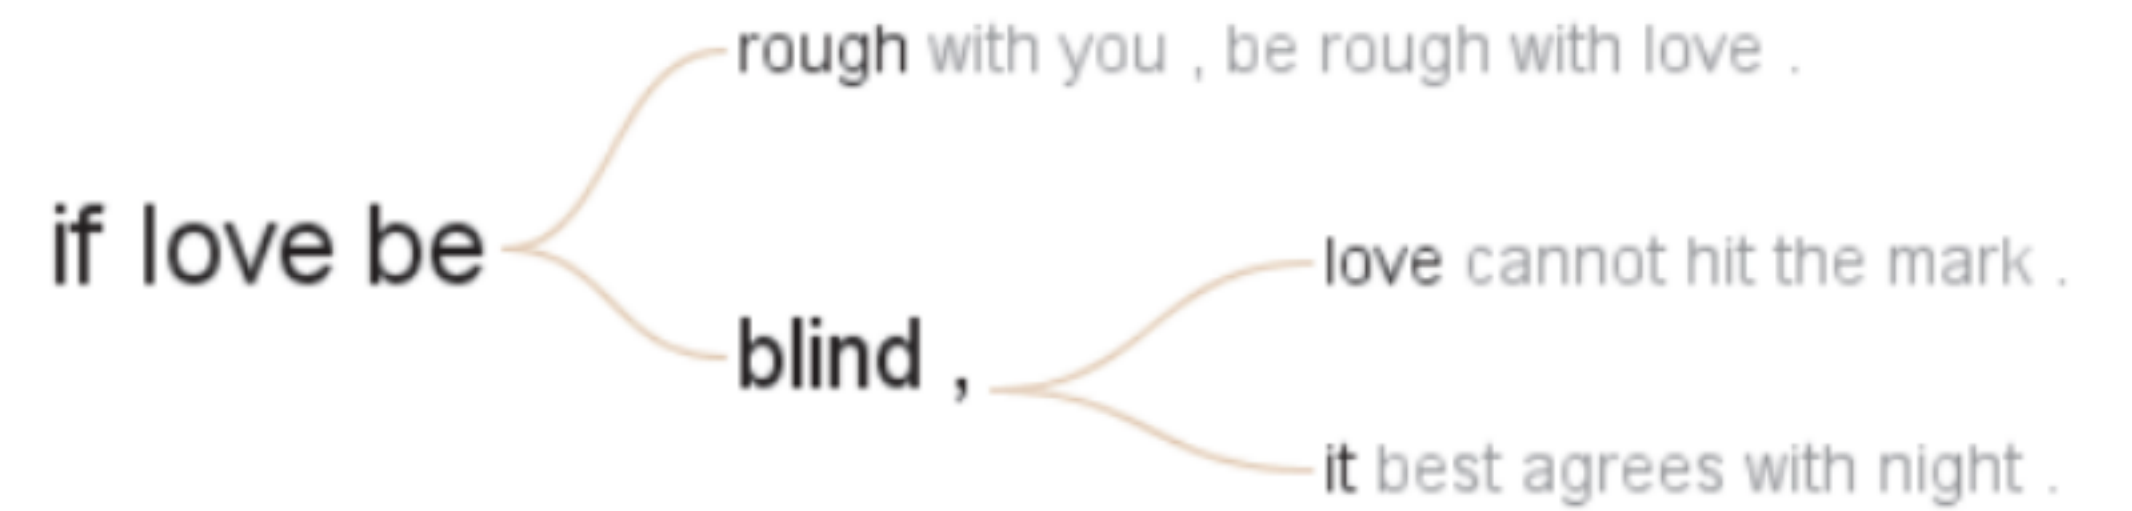 rough with you , be rough with love .
if love be
love cannot hit the mark .
blind ,
it best agrees with night .